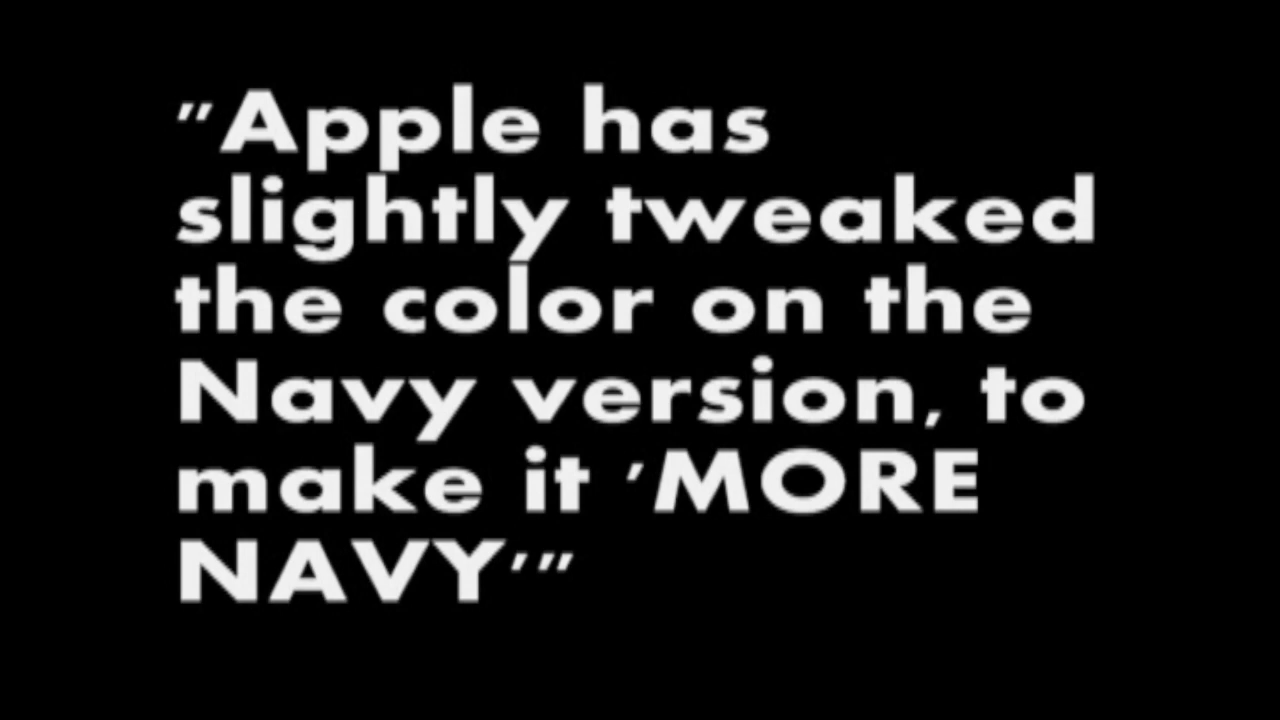 "Apple has
slightly tweaked
the color on the
Navy version, to
make it 'MORE
NAVY'"